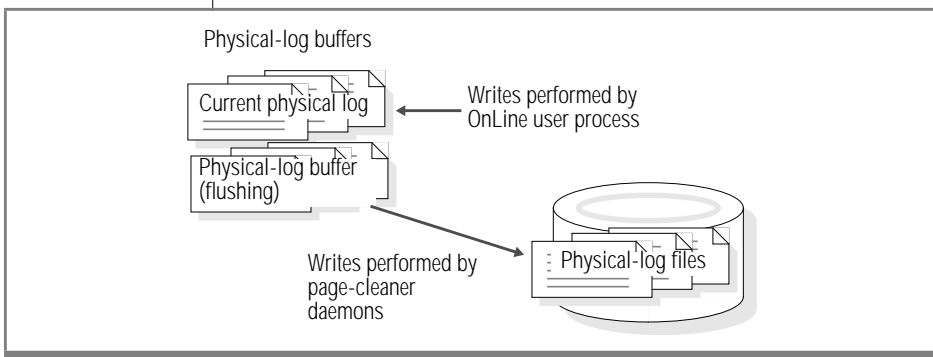 Physical-log buffers
Current physical log
Writes performed by
OnLine user process
Physical-log buffer
(flushing)
Writes performed by
page-cleaner
daemons
Physical-log files